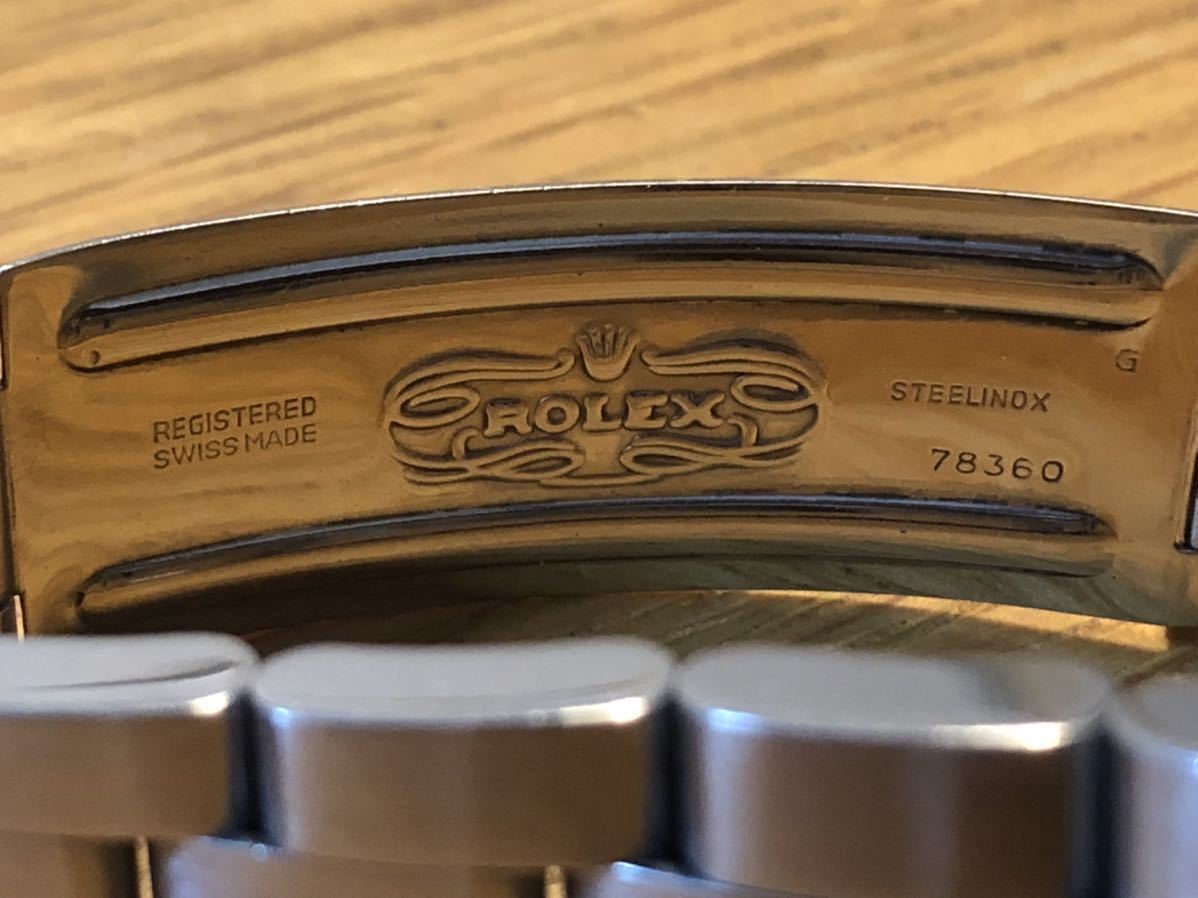 REGISTERED
SWISS MADE
ROLEX
G
STEELINOX
78360